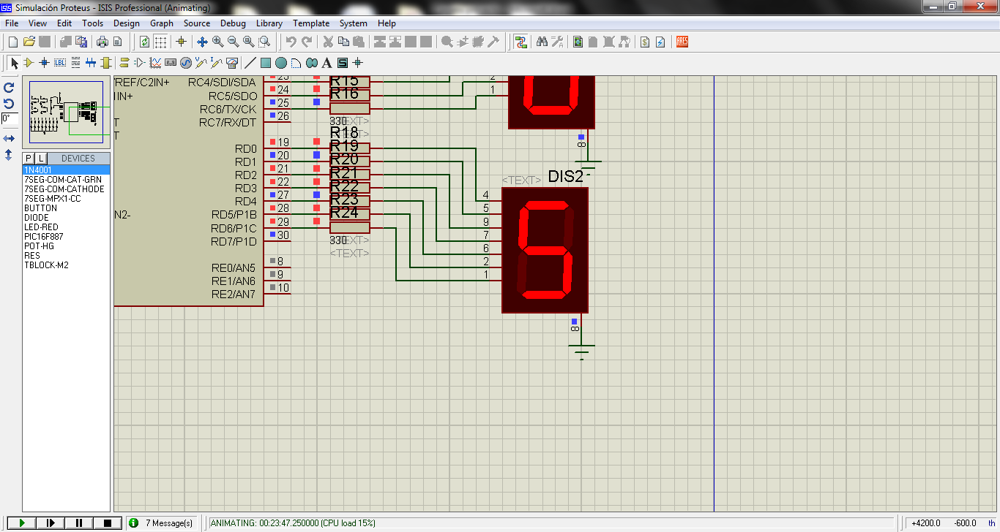 Simulación Proteus - ISIS Professional (Animating)
File View Edit Tools Design Graph Source Debug Library Template System Help
LBL
A
S
$
ARES
0°
P L DEVICES
1N4001
7SEG-COM-CAT-GRN
7SEG-COM-CATHODE
7SEG-MPX1-CC
BUTTON
DIODE
LED-RED
PIC16F887
POT-HG
RES
TBLOCK-M2
REF/C2IN+
IN+
T
T
N2-
RC4/SDI/SDA 23
RC5/SDO 24
RC6/TX/CK 25
RC7/RX/DT 26
RD0 19
RD1 20
RD2 21
RD3 22
RD4 27
RD5/P1B 28
RD6/P1C 29
RD7/P1D 30
RE0/AN5 8
RE1/AN6 9
RE2/AN7 10
R15
R16
330
R18
R19
R20
R21
R22
R23
R24
330
<TEXT>
2
1
8
<TEXT> DIS2
4
5
9
7
6
2
1
8
7 Message(s)
ANIMATING: 00:23:47.250000 (CPU load 15%)
+4200.0 -600.0 th